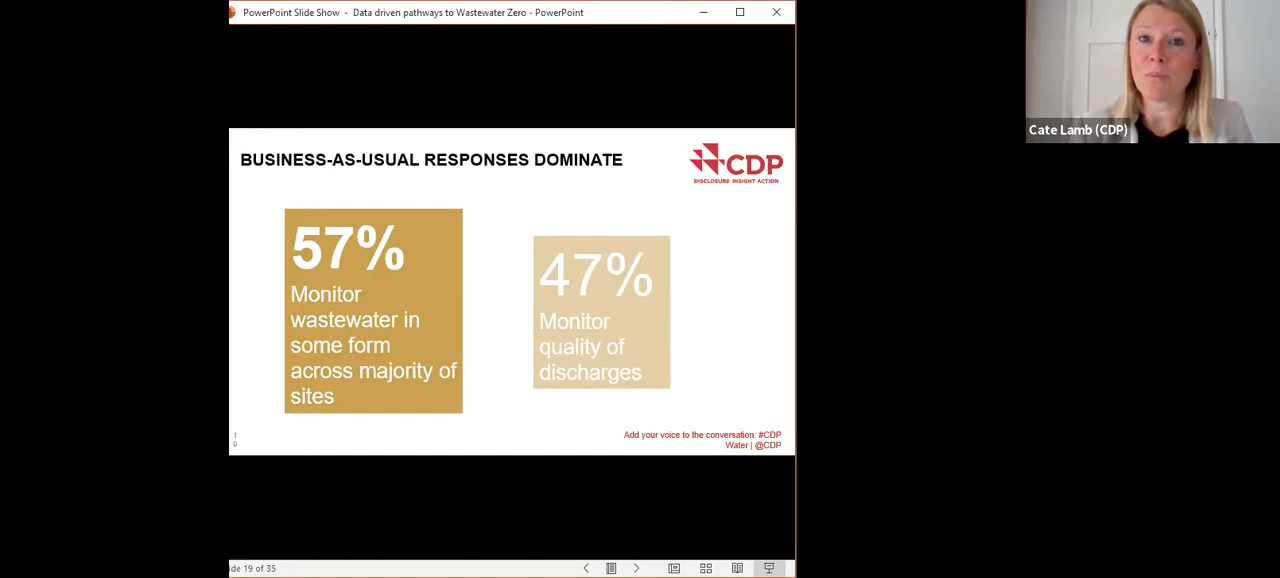 PowerPoint Slide Show - Data driven pathways to Wastewater Zero - PowerPoint
Cate Lamb (CDP)
BUSINESS-AS-USUAL RESPONSES DOMINATE
CDP
DISCLOSURE INSIGHT ACTION
57%
Monitor
wastewater in
some form
across majority of
sites
47%
Monitor
quality of
discharges
Add your voice to the conversation: #CDP
Water | @CDP
1
8
ide 19 of 35